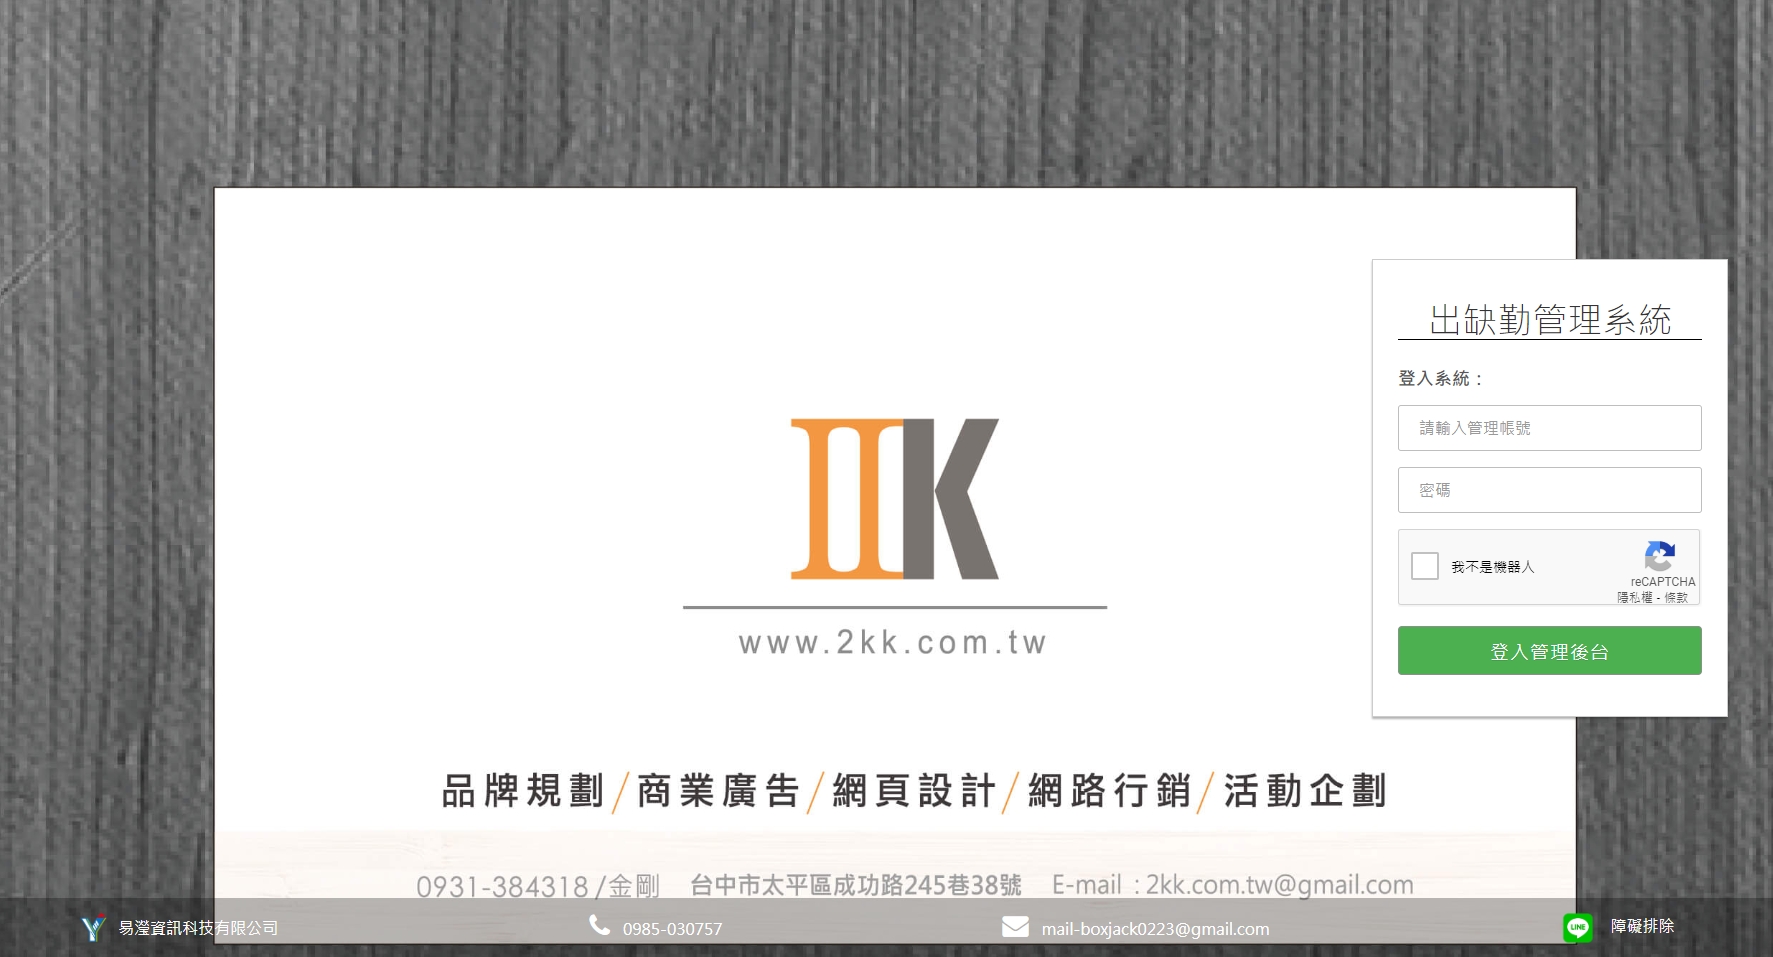 出缺勤管理系統
登入系統：
請輸入管理帳號
密碼
我不是機器人
reCAPTCHA
隱私權 - 條款
登入管理後台
IIK
www.2kk.com.tw
品牌規劃/商業廣告/網頁設計/網路行銷/活動企劃
0931-384318/金剛 台中市太平區成功路245巷38號 E-mail : 2kk.com.tw@gmail.com
易瀅資訊科技有限公司 0985-030757 mail-boxjack0223@gmail.com LINE 障礙排除